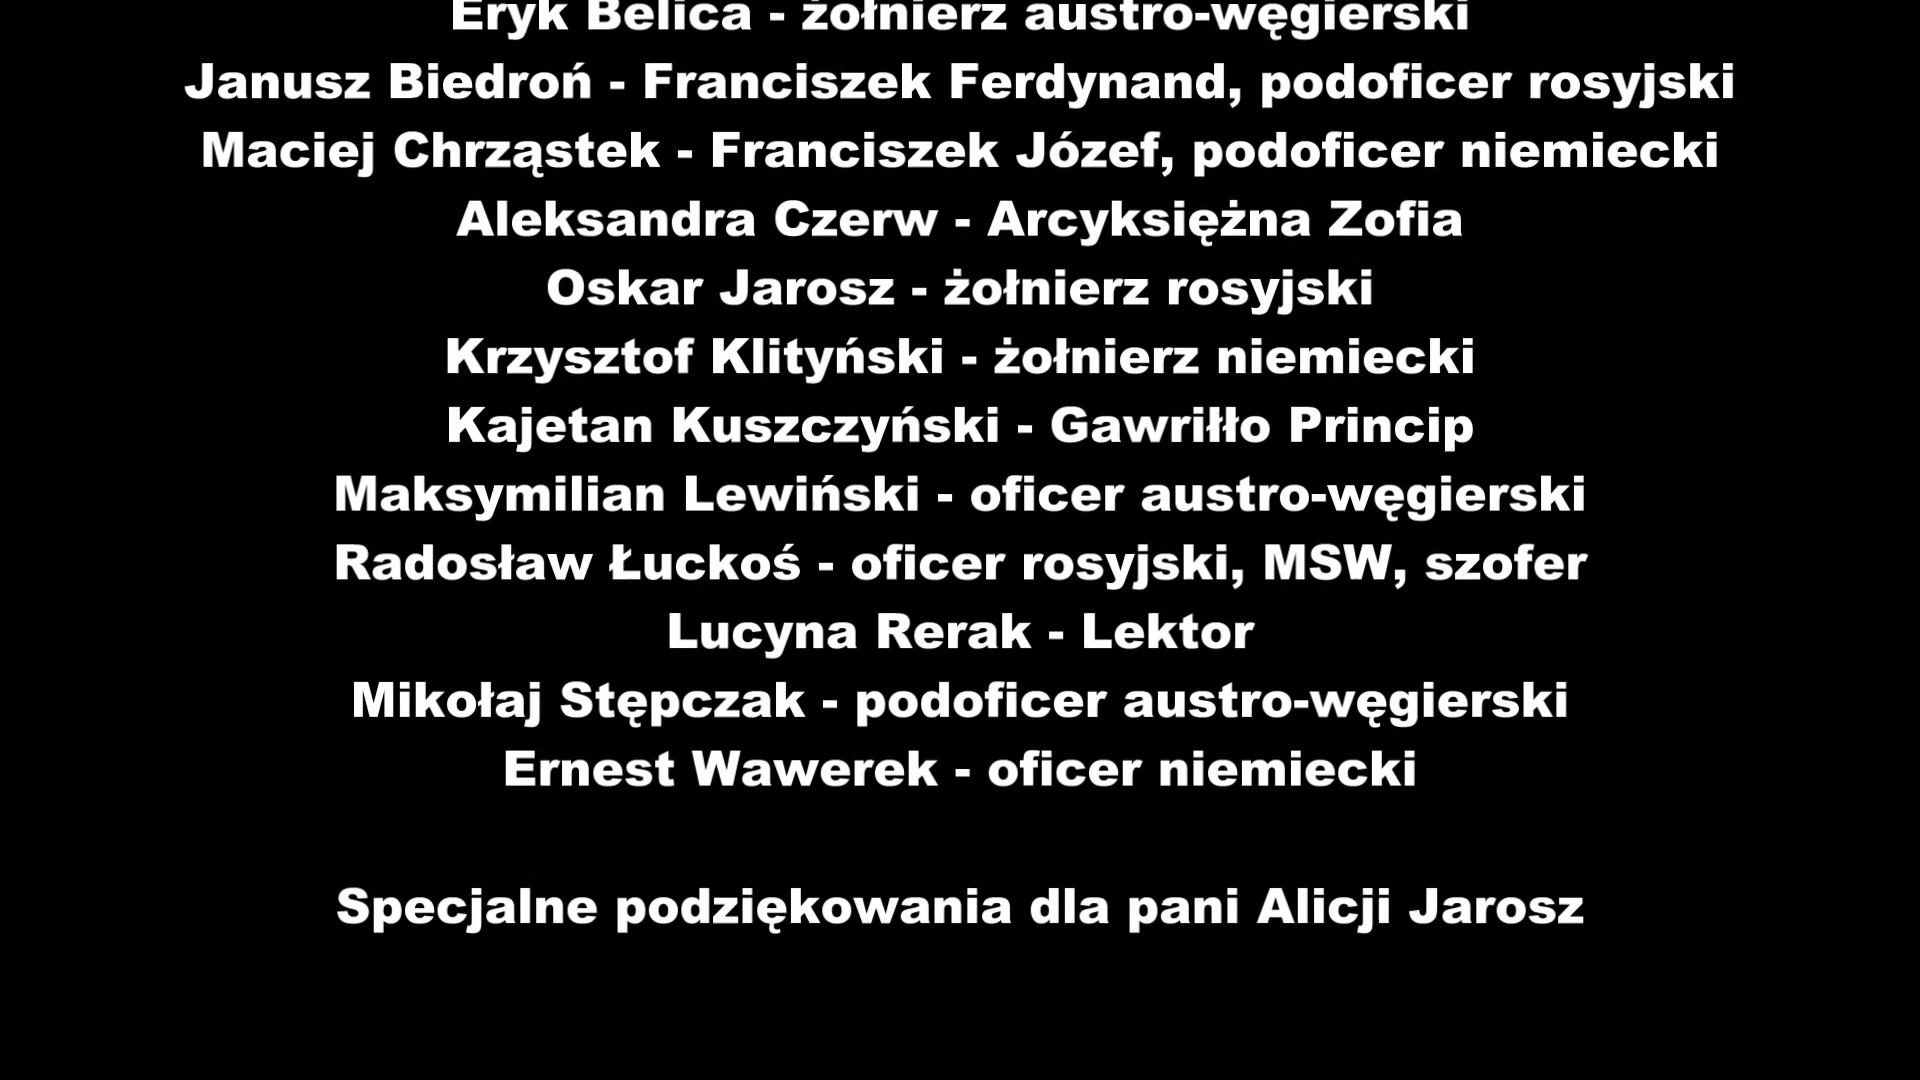 Eryk Belica - żołnierz austro-węgierski
Janusz Biedroń - Franciszek Ferdynand, podoficer rosyjski
Maciej Chrząstek - Franciszek Józef, podoficer niemiecki
Aleksandra Czerw - Arcyksiężna Zofia
Oskar Jarosz - żołnierz rosyjski
Krzysztof Klityński - żołnierz niemiecki
Kajetan Kuszczyński - Gawriłło Princip
Maksymilian Lewiński - oficer austro-węgierski
Radosław Łuckoś - oficer rosyjski, MSW, szofer
Lucyna Rerak - Lektor
Mikołaj Stępczak - podoficer austro-węgierski
Ernest Wawerek - oficer niemiecki
Specjalne podziękowania dla pani Alicji Jarosz